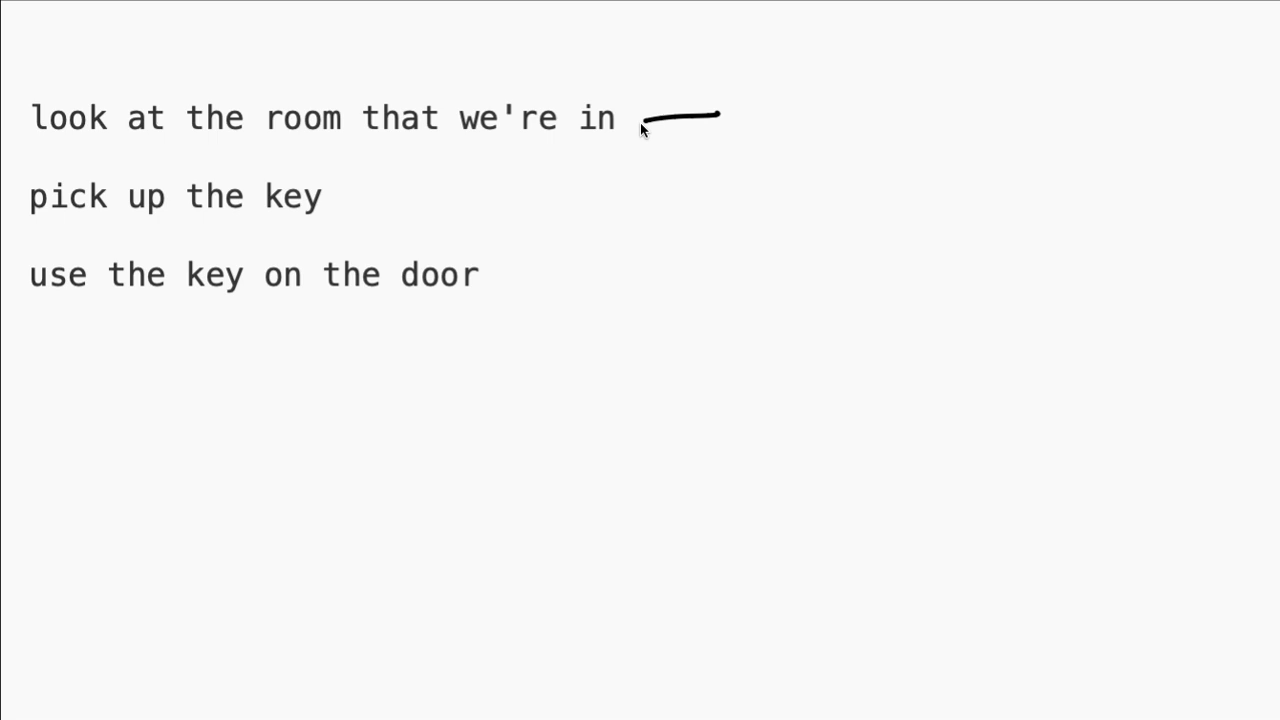 look at the room that we're in
pick up the key
use the key on the door